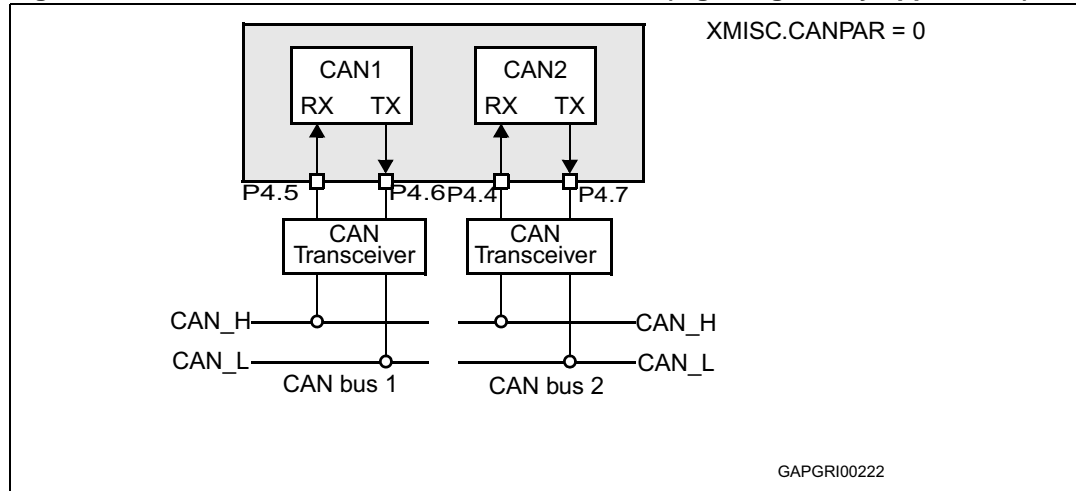 XMISC.CANPAR = 0
CAN1
CAN2
RX TX
RX TX
P4.5
P4.6
P4.4
P4.7
CAN
Transceiver
CAN
Transceiver
CAN_H
CAN_H
CAN_L
CAN_L
CAN bus 1
CAN bus 2
GAPGRI00222